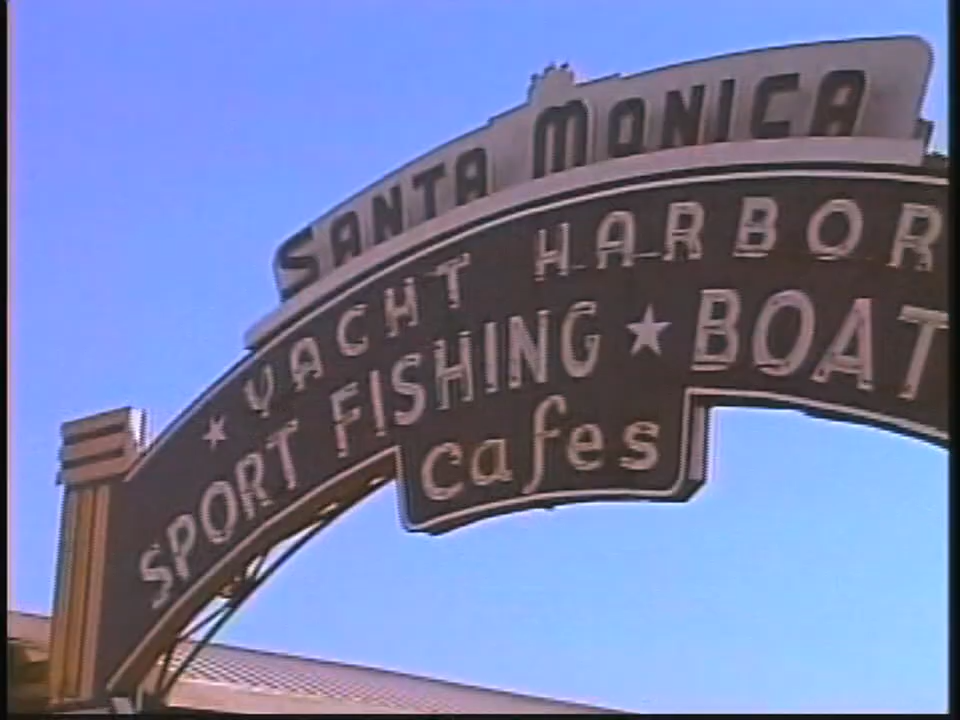 SANTA MONICA
★ YACHT HARBOR
SPORT FISHING ★ BOAT
cafes